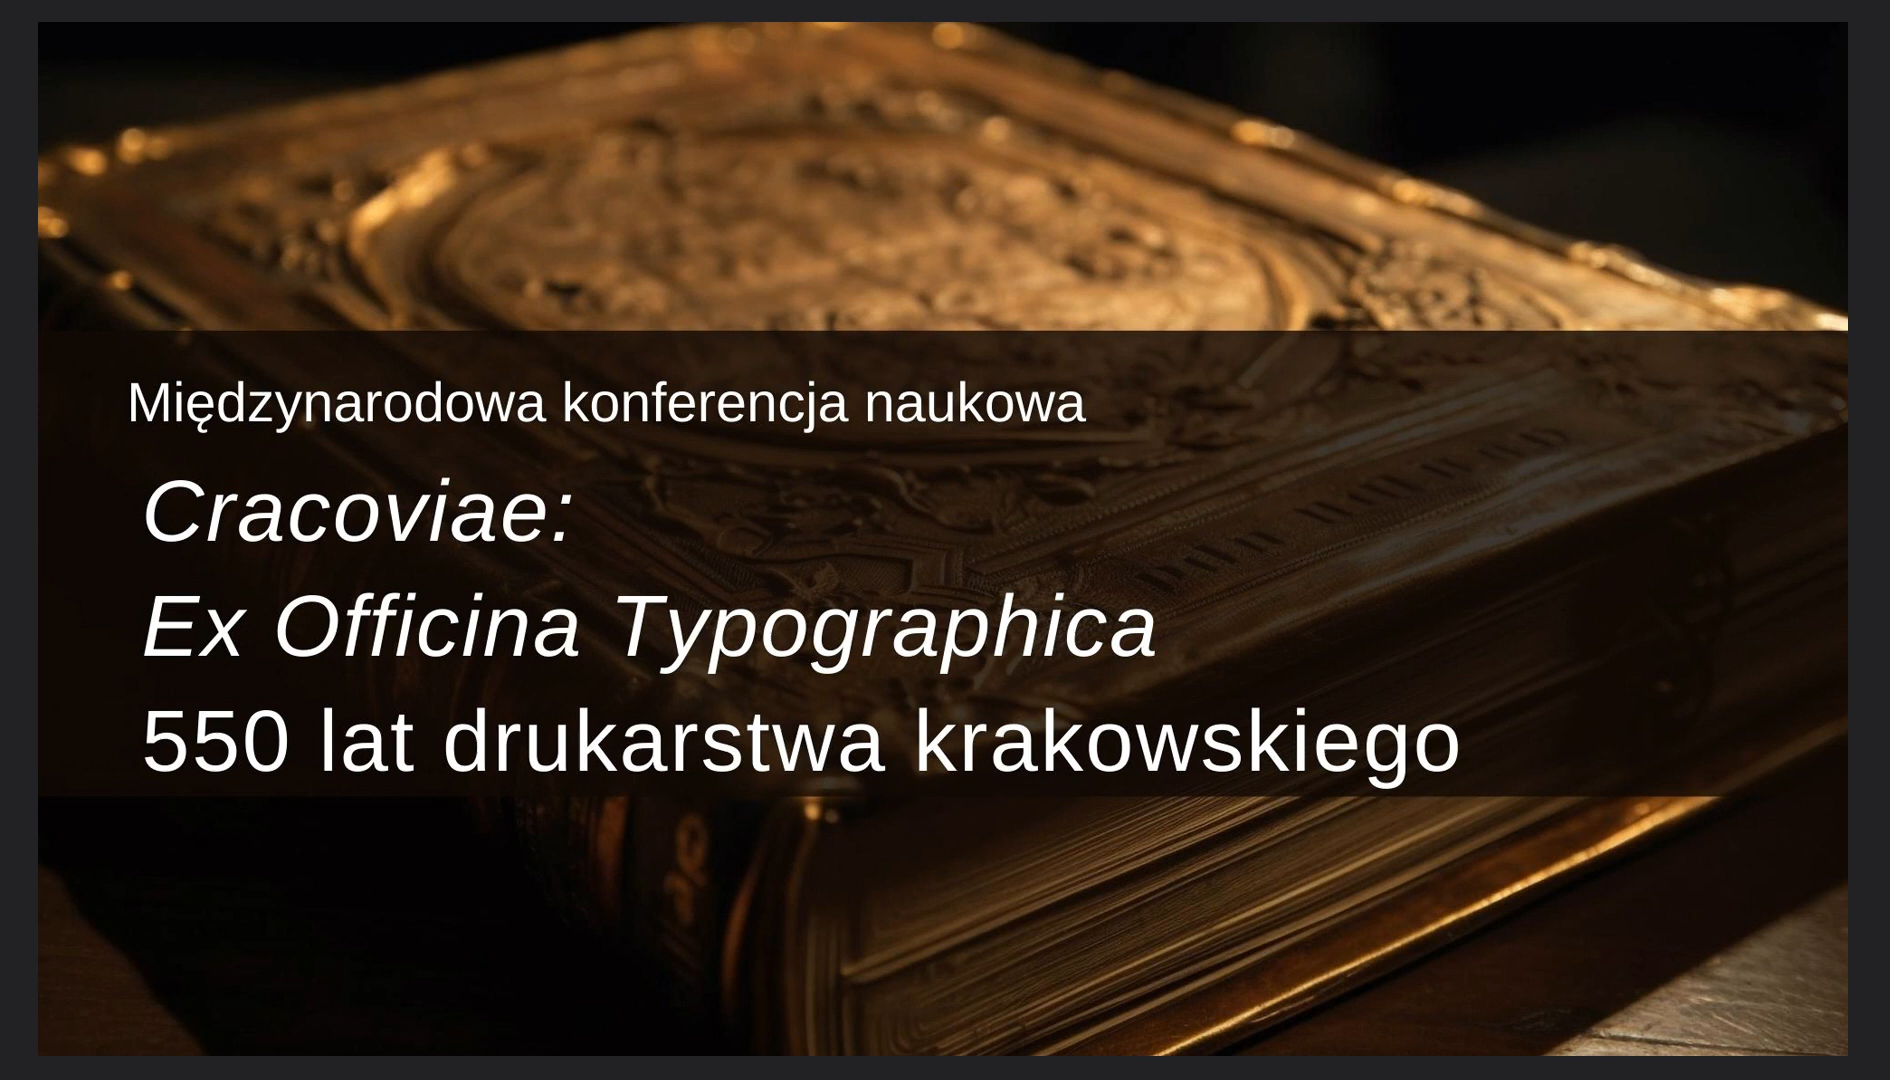 Międzynarodowa konferencja naukowa
Cracoviae:
Ex Officina Typographica
550 lat drukarstwa krakowskiego